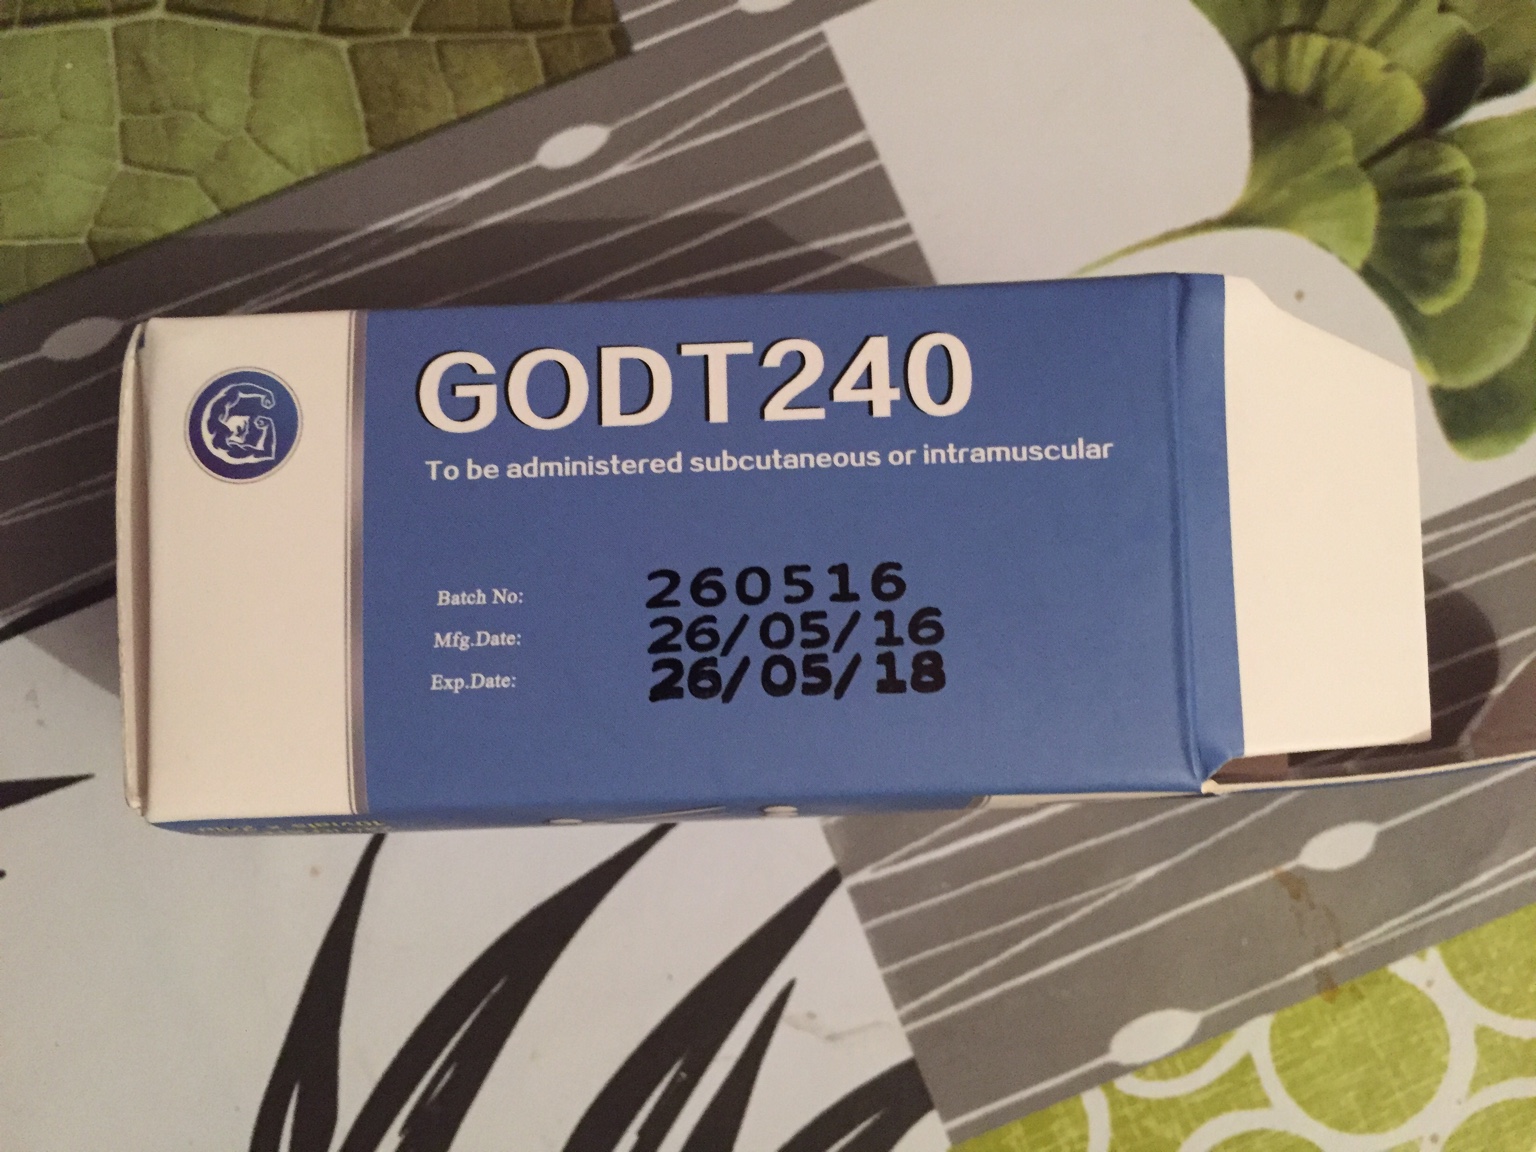 GODT240
To be administered subcutaneous or intramuscular
Batch No: 260516
Mfg.Date: 26/05/16
Exp.Date: 26/05/18